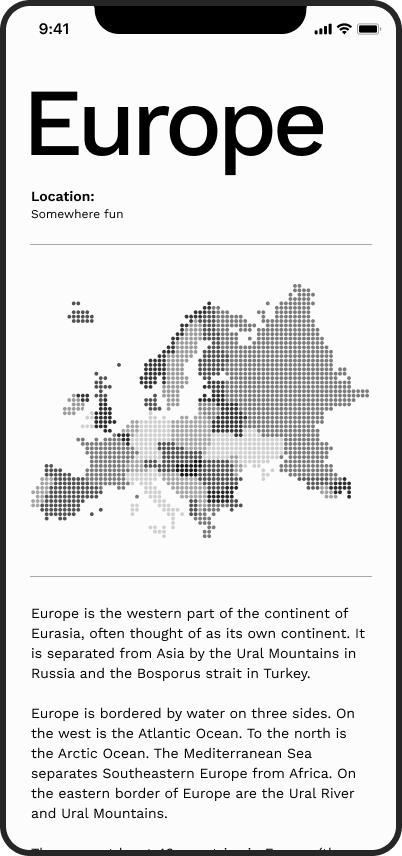 9:41
Europe
Location:
Somewhere fun
Europe is the western part of the continent of
Eurasia, often thought of as its own continent. It
is separated from Asia by the Ural Mountains in
Russia and the Bosporus strait in Turkey.
Europe is bordered by water on three sides. On
the west is the Atlantic Ocean. To the north is
the Arctic Ocean. The Mediterranean Sea
separates Southeastern Europe from Africa. On
the eastern border of Europe are the Ural River
and Ural Mountains.